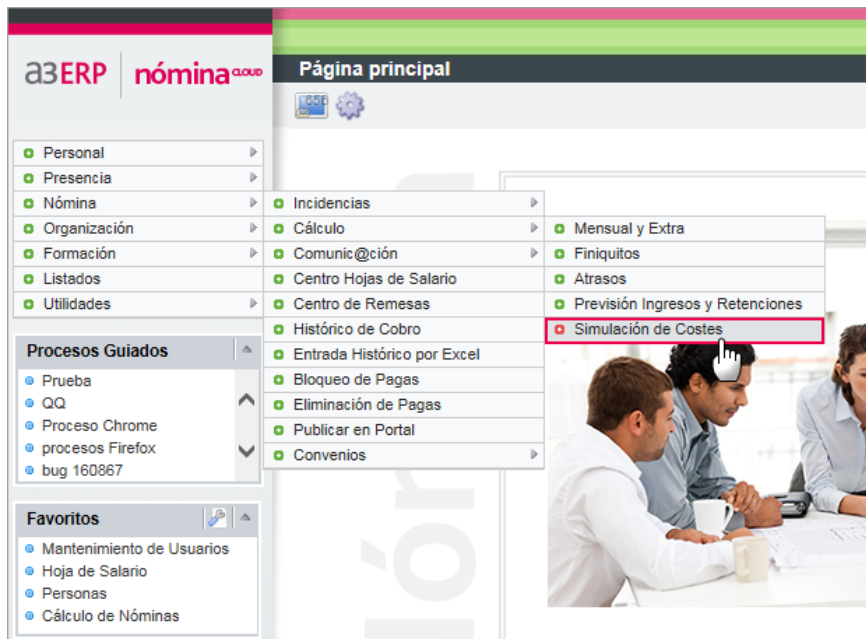 a3ERP nómina CLOUD
Página principal
Personal
Presencia
Nómina
Organización
Formación
Listados
Utilidades
Incidencias
Cálculo
Comunic@ción
Centro Hojas de Salario
Centro de Remesas
Histórico de Cobro
Entrada Histórico por Excel
Bloqueo de Pagas
Eliminación de Pagas
Publicar en Portal
Convenios
Mensual y Extra
Finiquitos
Atrasos
Previsión Ingresos y Retenciones
Simulación de Costes
Procesos Guiados
Prueba
QQ
Proceso Chrome
procesos Firefox
bug 160867
Favoritos
Mantenimiento de Usuarios
Hoja de Salario
Personas
Cálculo de Nóminas